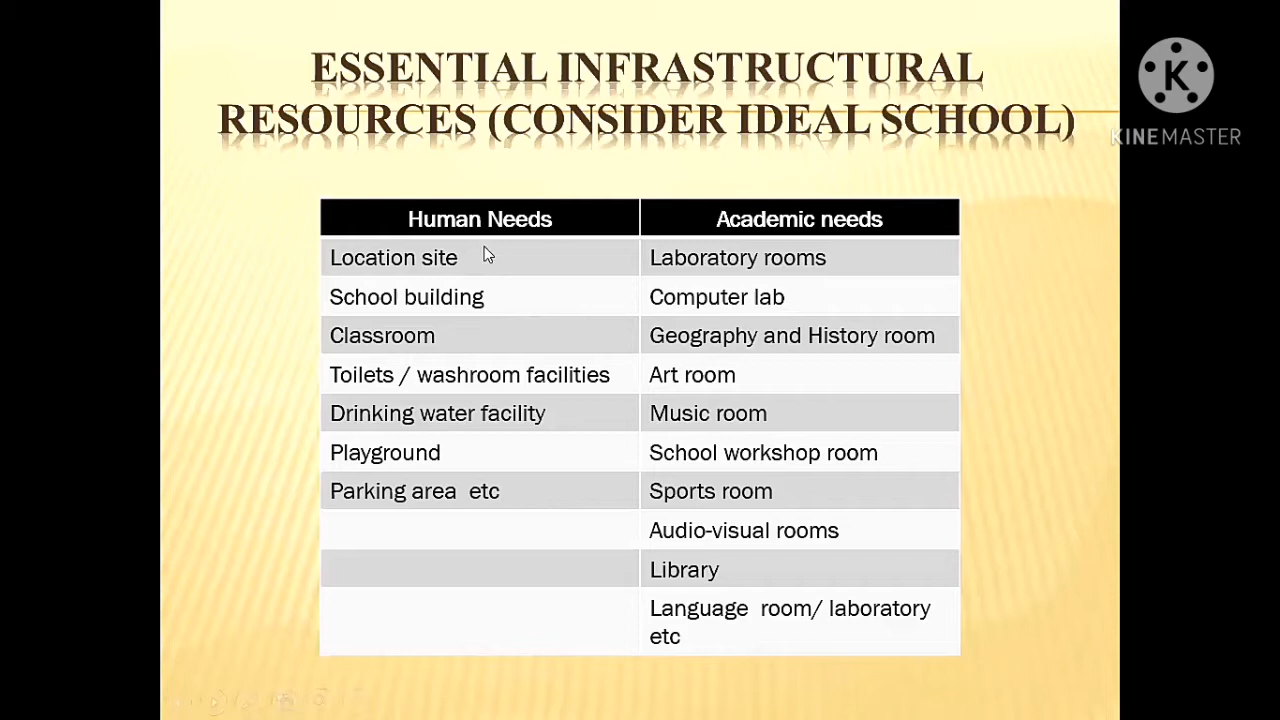 ESSENTIAL INFRASTRUCTURAL
RESOURCES (CONSIDER IDEAL SCHOOL)
K
KINEMASTER
Human Needs
Academic needs
Location site
Laboratory rooms
School building
Computer lab
Classroom
Geography and History room
Toilets / washroom facilities
Art room
Drinking water facility
Music room
Playground
School workshop room
Parking area etc
Sports room
Audio-visual rooms
Library
Language room/ laboratory
etc